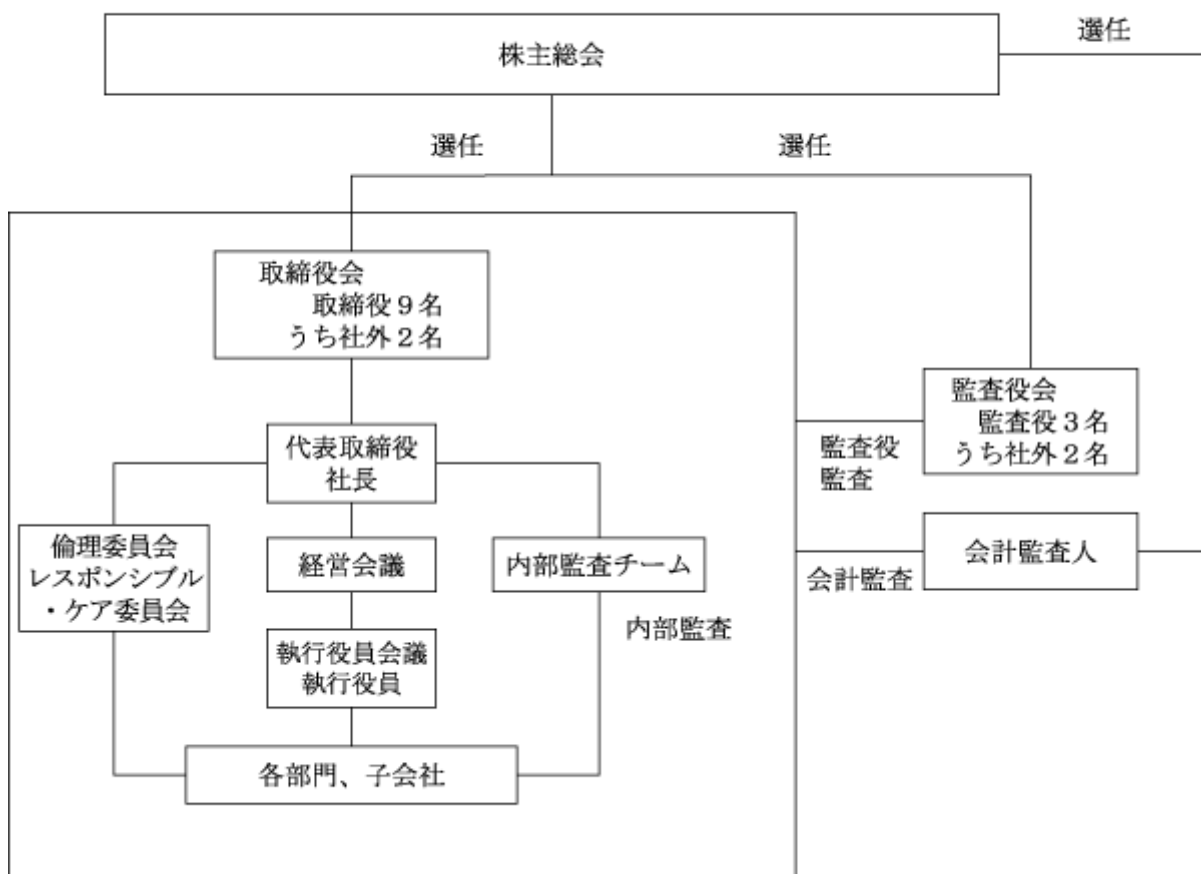 株主総会
選任
選任
選任
取締役会
取締役9名
うち社外2名
監査役会
監査役3名
うち社外2名
代表取締役
社長
監査役
監査
倫理委員会
レスポンシブル
・ケア委員会
経営会議
内部監査チーム
会計監査人
会計監査
内部監査
執行役員会議
執行役員
各部門、子会社